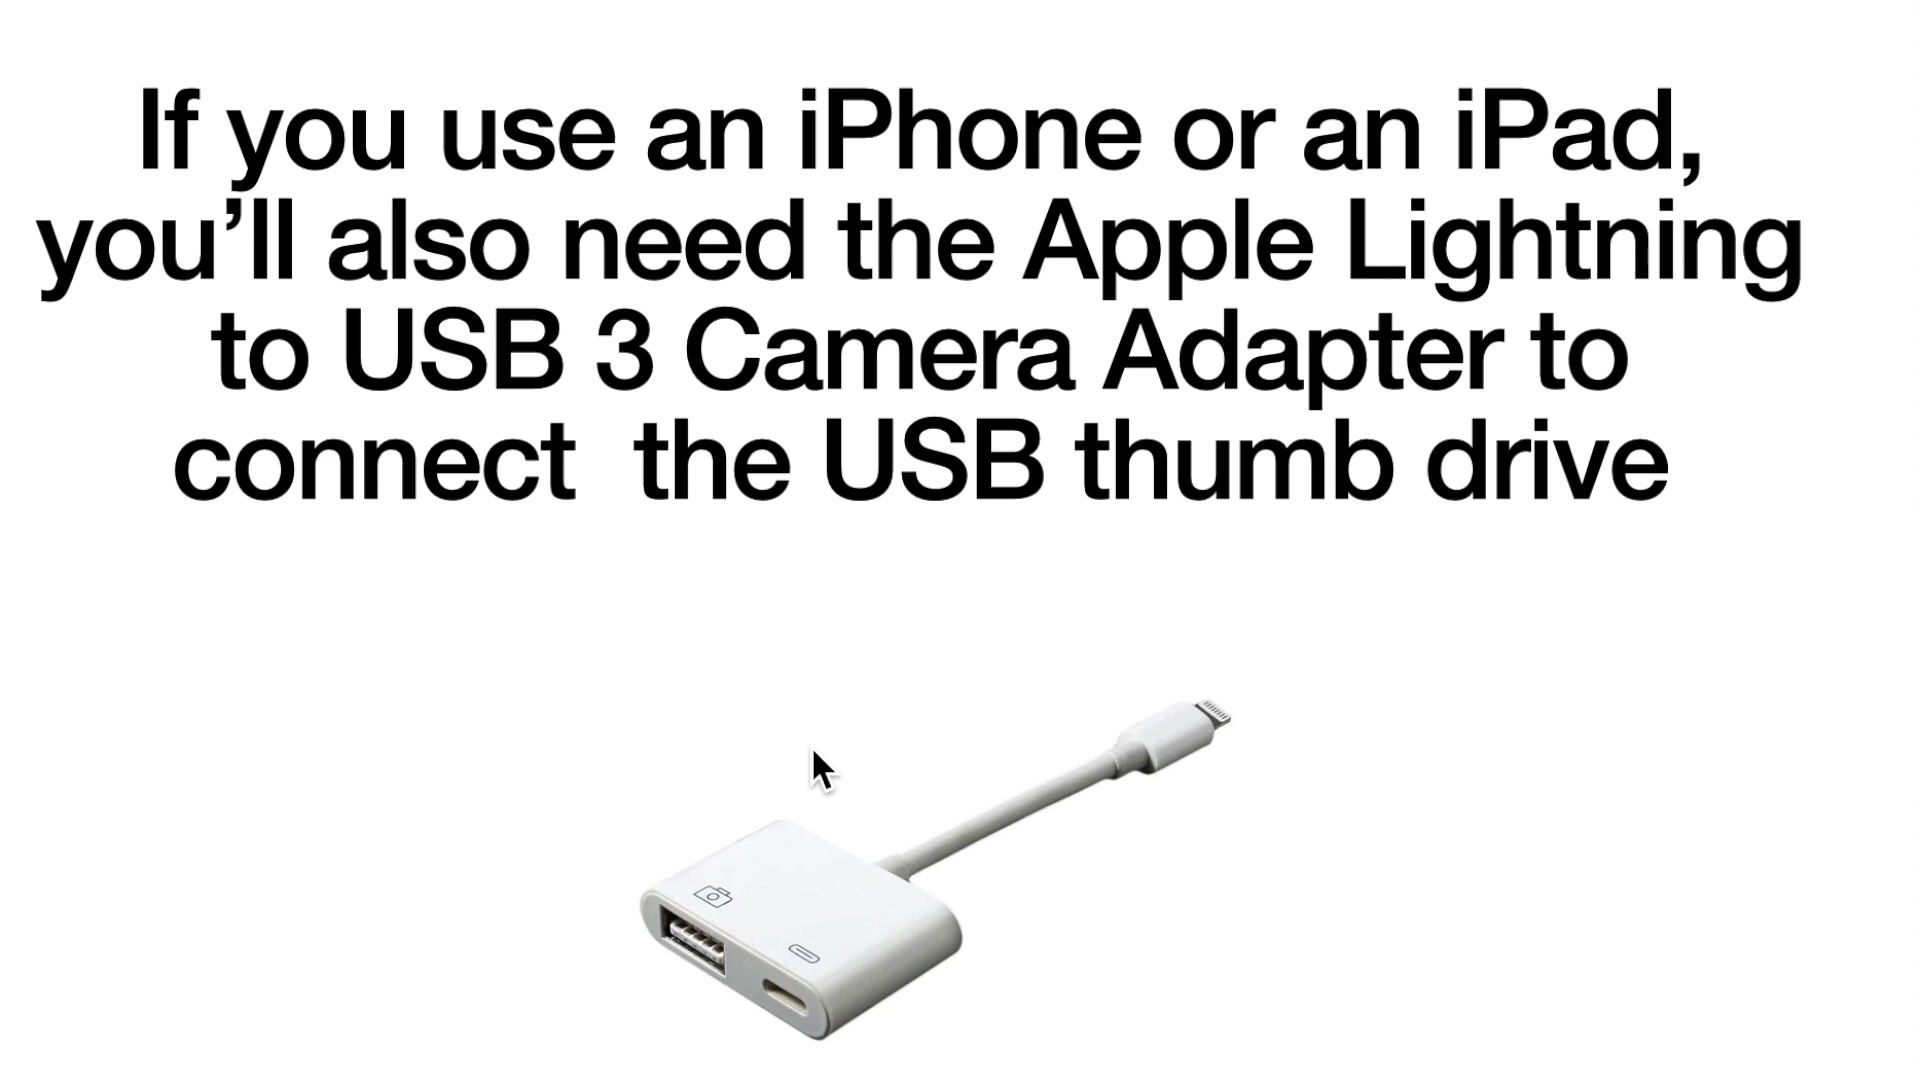 If you use an iPhone or an iPad,
you’ll also need the Apple Lightning
to USB 3 Camera Adapter to
connect  the USB thumb drive